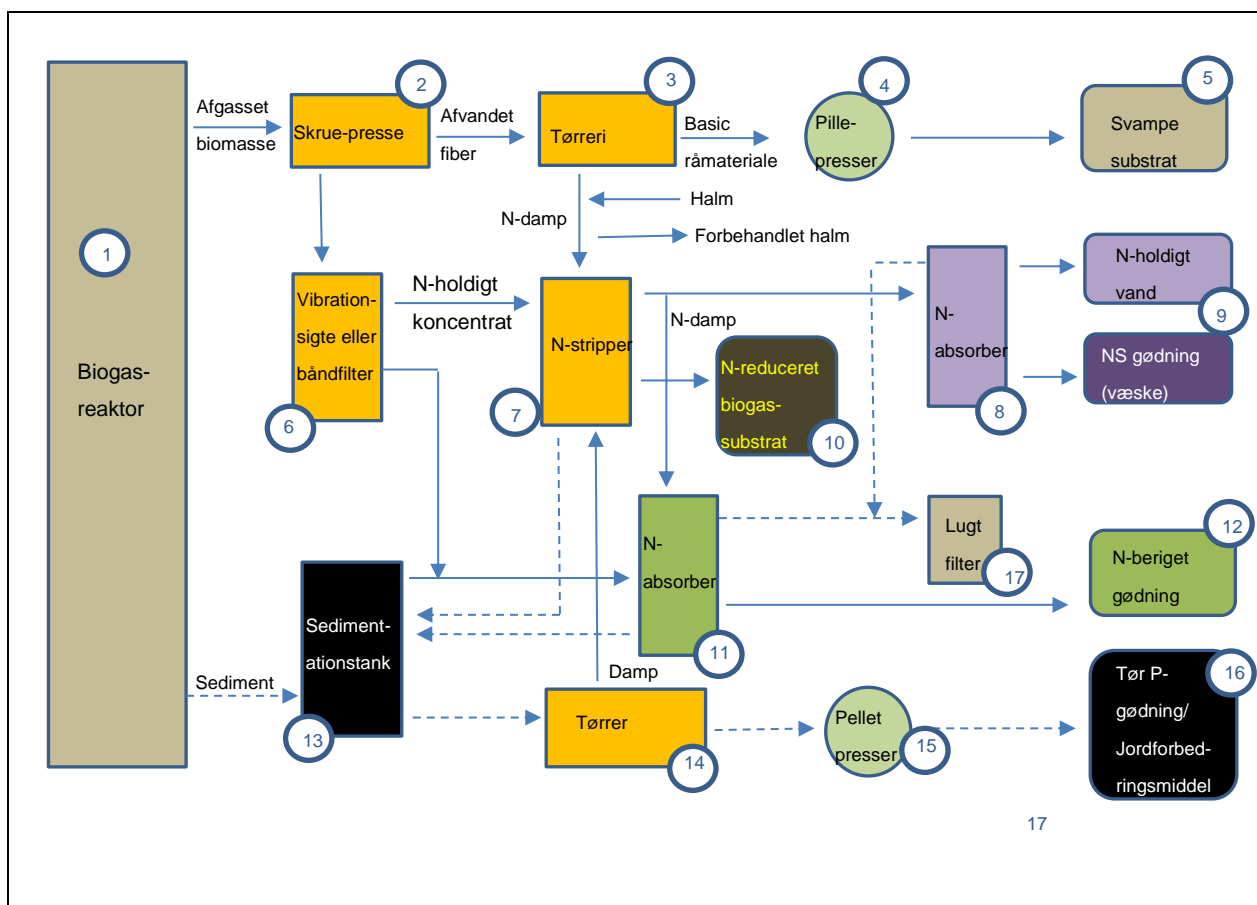 1
Biogas-
reaktor
Afgasset
biomasse
2
Skrue-presse
Afvandet
fiber
3
Tørreri
Basic
råmateriale
4
Pille-
presser
5
Svampe
substrat
N-damp
Halm
Forbehandlet halm
Vibration-
sigte eller
båndfilter
6
N-holdigt
koncentrat
N-stripper
7
N-damp
N-reduceret
biogas-
substrat
10
N-
absorber
8
N-holdigt
vand
9
NS gødning
(væske)
N-
absorber
11
Lugt
filter
17
12
N-beriget
gødning
Sediment
Sediment-
ationstank
13
Damp
Tørrer
14
Pellet
presser
15
16
Tør P-
gødning/
Jordforbed-
ringsmiddel
17